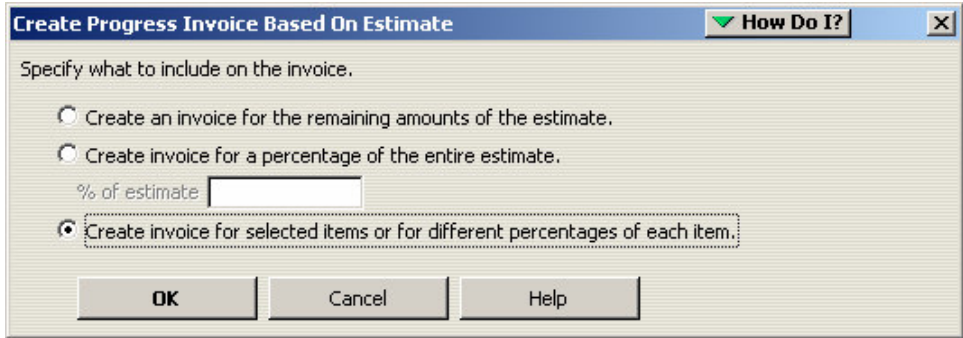 Create Progress Invoice Based On Estimate How Do I?
Specify what to include on the invoice.
Create an invoice for the remaining amounts of the estimate.
Create invoice for a percentage of the entire estimate.
% of estimate
Create invoice for selected items or for different percentages of each item.
OK Cancel Help